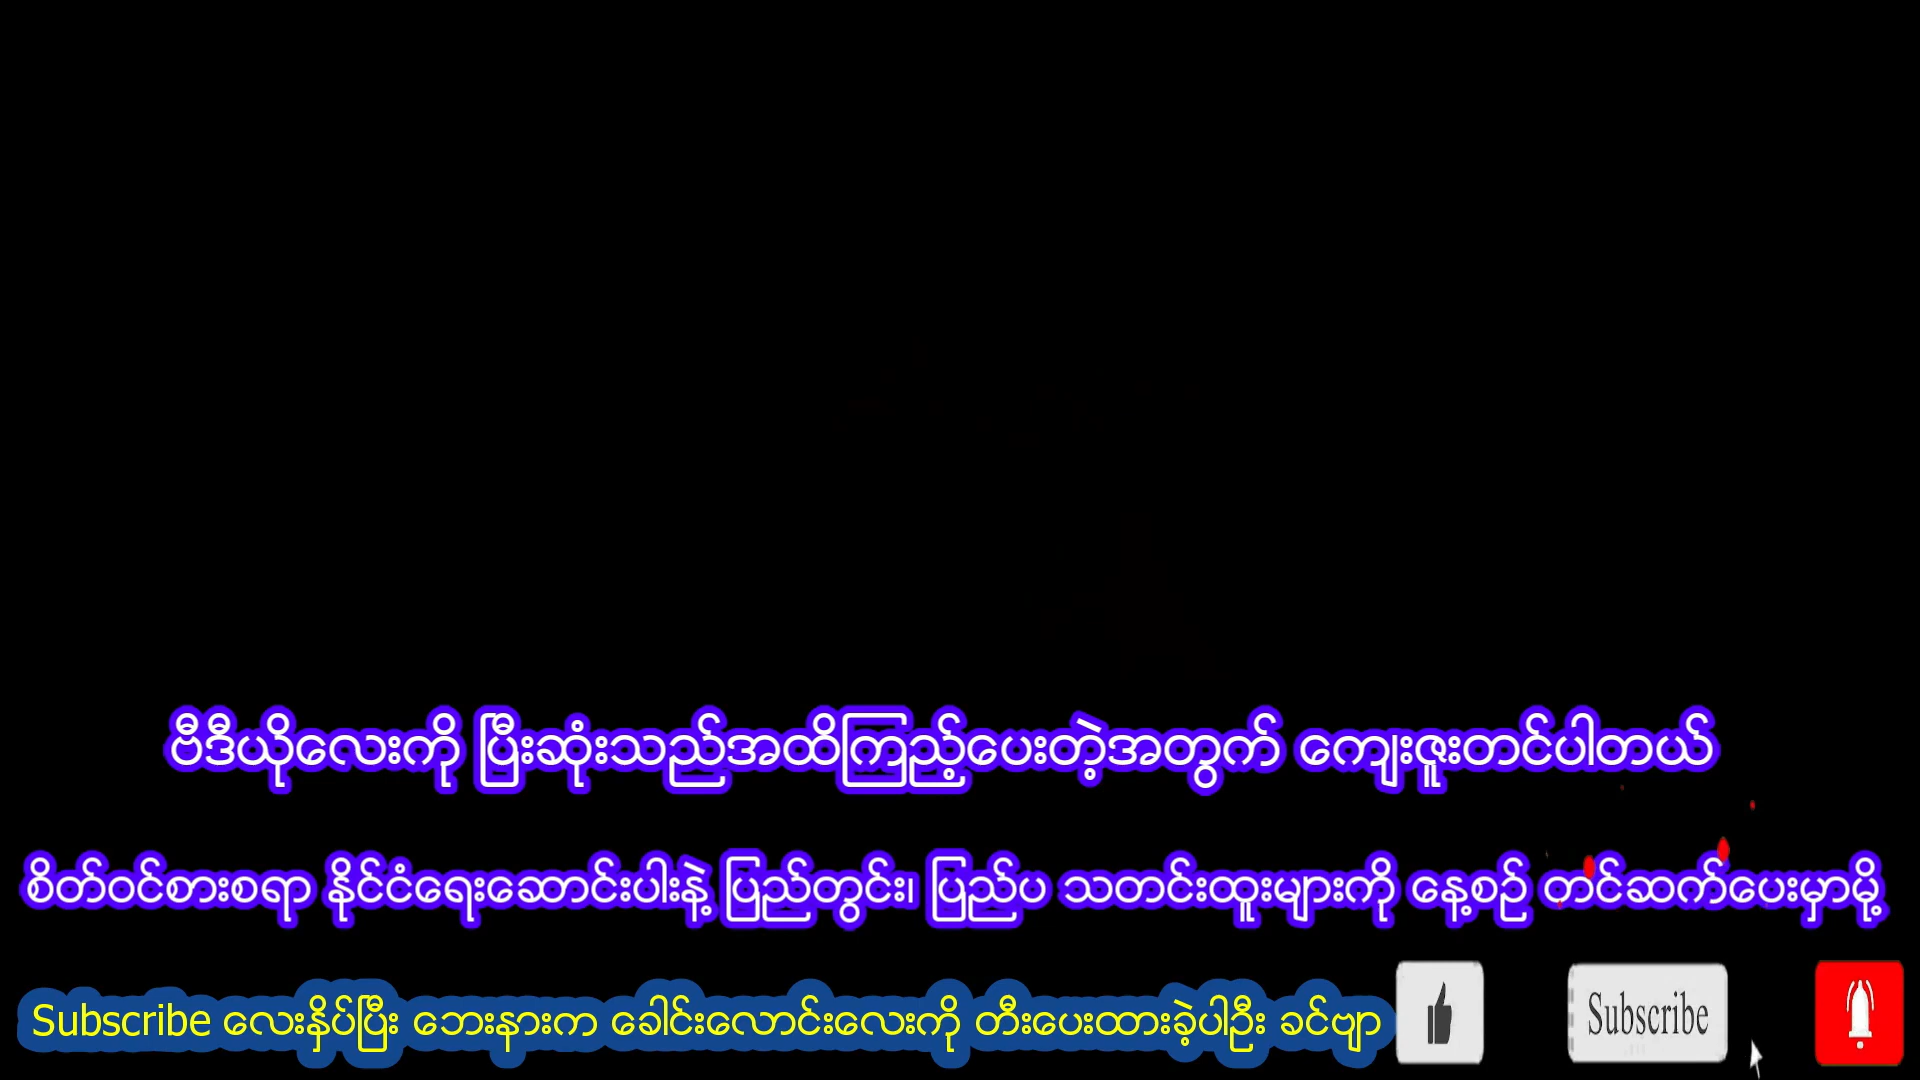 ဗီဒီယိုလေးကို ပြီးဆုံးသည်အထိကြည့်ပေးတဲ့အတွက် ကျေးဇူးတင်ပါတယ်
စိတ်ဝင်စားစရာ နိုင်ငံရေးဆောင်းပါးနဲ့ ပြည်တွင်း၊ ပြည်ပ သတင်းထူးများကို နေ့စဉ် တင်ဆက်ပေးမှာမို့
Subscribe လေးနှိပ်ပြီး ဘေးနားက ခေါင်းလောင်းလေးကို တီးပေးထားခဲ့ပါဦး ခင်ဗျာ
Subscribe